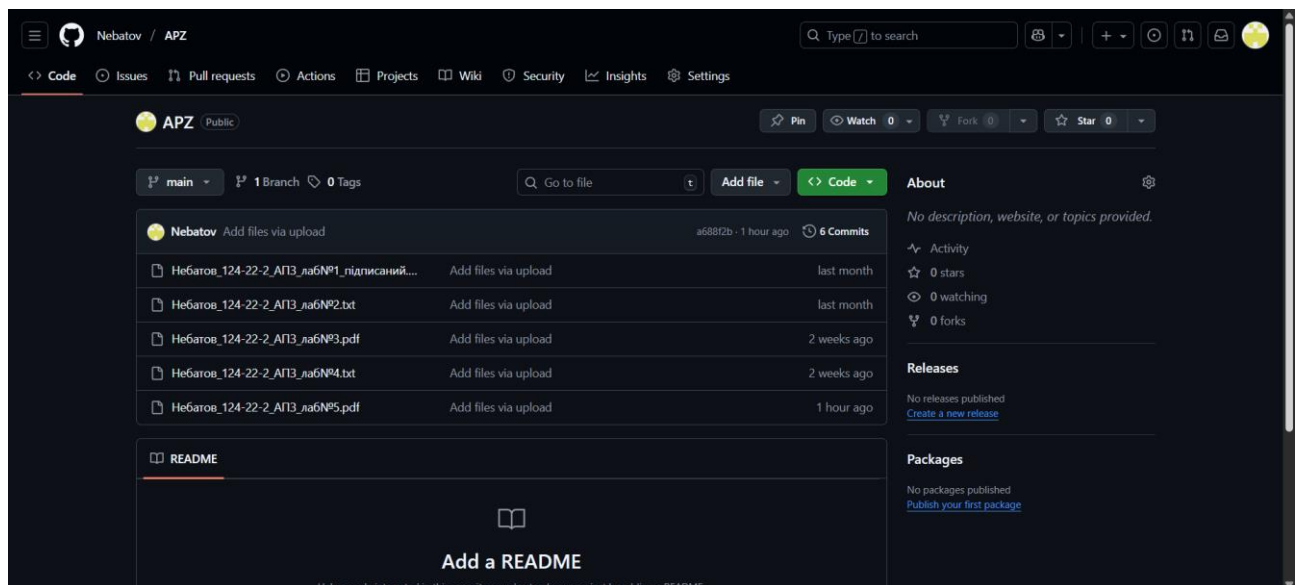 Nebatov / APZ
Type / to search
Code Issues Pull requests Actions Projects Wiki Security Insights Settings
APZ Public
Pin Watch 0 Fork 0 Star 0
main 1 Branch 0 Tags
Go to file t Add file Code
Nebatov Add files via upload a688f2b · 1 hour ago 6 Commits
Небатов_124-22-2_АПЗ_лаб№1_підписаний.... Add files via upload last month
Небатов_124-22-2_АПЗ_лаб№2.txt Add files via upload last month
Небатов_124-22-2_АПЗ_лаб№3.pdf Add files via upload 2 weeks ago
Небатов_124-22-2_АПЗ_лаб№4.txt Add files via upload 2 weeks ago
Небатов_124-22-2_АПЗ_лаб№5.pdf Add files via upload 1 hour ago
README
Add a README
About
No description, website, or topics provided.
Activity
0 stars
0 watching
0 forks
Releases
No releases published
Create a new release
Packages
No packages published
Publish your first package